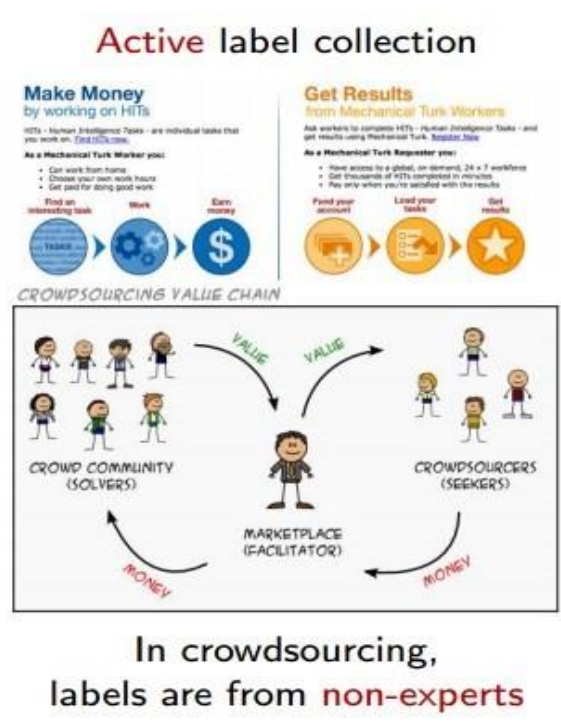 Active label collection
Make Money
by working on HITs
HITs - Human Intelligence Tasks - are individual tasks that
you work on. Find HITs now.
As a Mechanical Turk Worker you:
• Can work from home
• Choose your own work hours
• Get paid for doing good work
Find an
interesting task
Work
Earn
money
TASKS
$
Get Results
from Mechanical Turk Workers
Ask workers to complete HITs - Human Intelligence Tasks - and
get results using Mechanical Turk. Register Now
As a Mechanical Turk Requester you:
• Have access to a global, on-demand, 24 x 7 workforce
• Get thousands of HITs completed in minutes
• Pay only when you're satisfied with the results
Fund your
account
Load your
tasks
Get
results
CROWDSOURCING VALUE CHAIN
VALUE
VALUE
CROWD COMMUNITY
(SOLVERS)
CROWDSOURCERS
(SEEKERS)
MARKETPLACE
(FACILITATOR)
MONEY
MONEY
In crowdsourcing,
labels are from non-experts